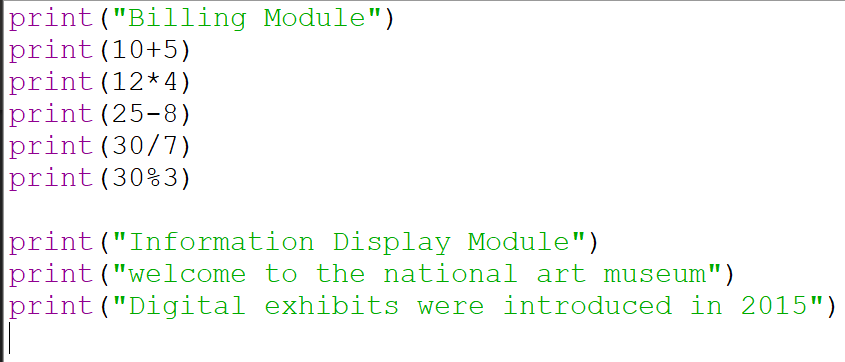 print("Billing Module")
print(10+5)
print(12*4)
print(25-8)
print(30/7)
print(30%3)
print("Information Display Module")
print("welcome to the national art museum")
print("Digital exhibits were introduced in 2015")